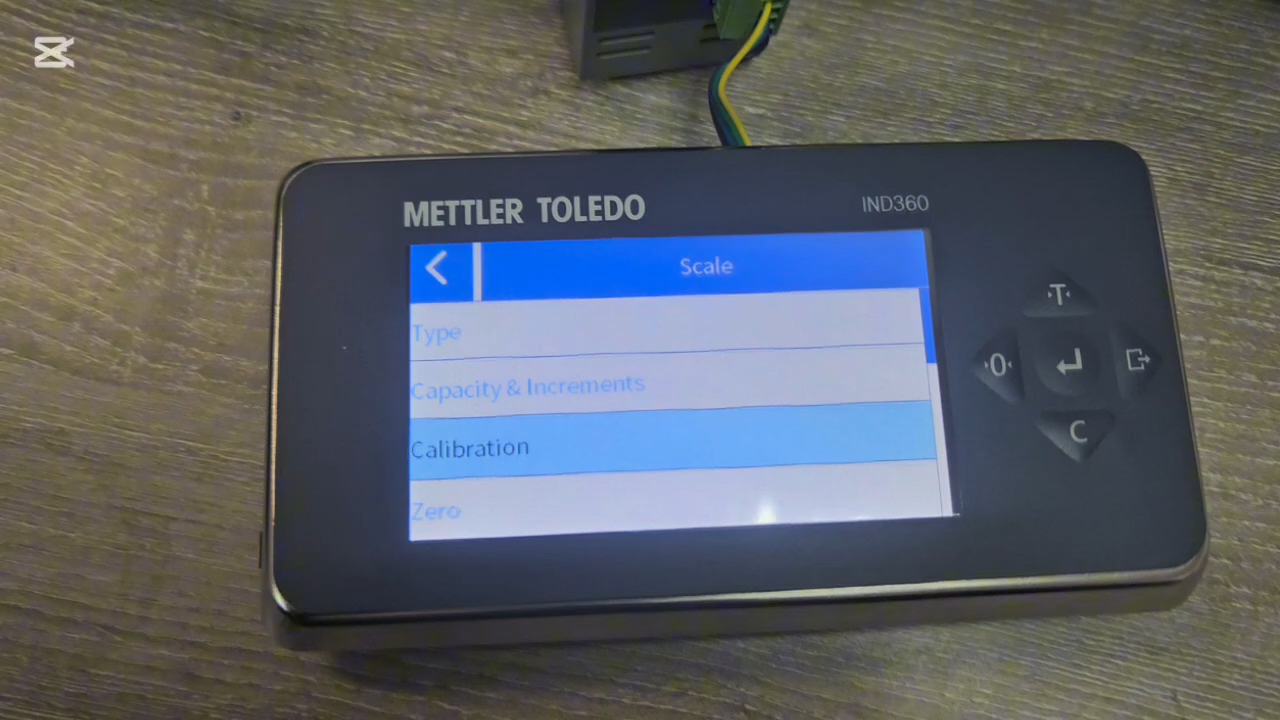 METTLER TOLEDO
IND360
Scale
Type
Capacity & Increments
Calibration
Zero
T
0
C